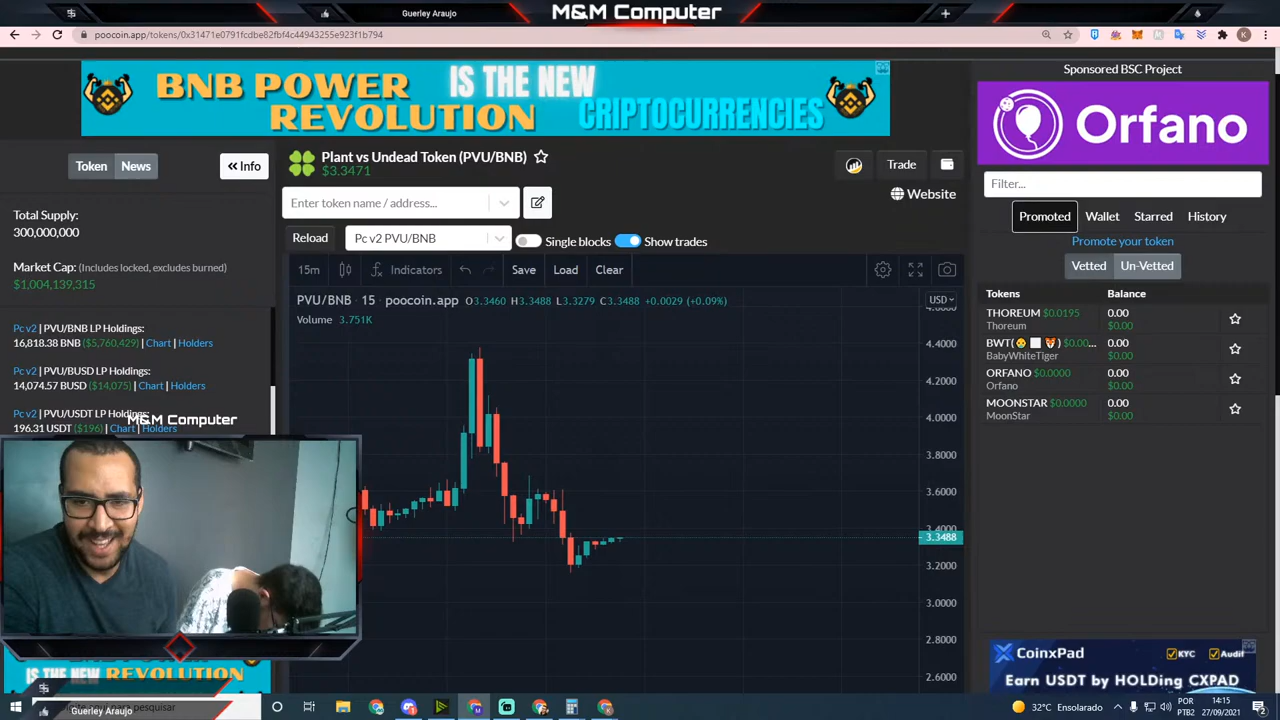 Guerley Araujo
M&M Computer
poocoin.app/tokens/0x31471e0791fcdbe82fbf4c44943255e923f1b794
K
BNB POWER REVOLUTION
IS THE NEW
CRIPTOCURRENCIES
Sponsored BSC Project
Orfano
Token
News
Info
Plant vs Undead Token (PVU/BNB)
$3.3471
Trade
Website
Filter...
Enter token name / address...
Promoted
Wallet
Starred
History
Promote your token
Vetted
Un-Vetted
Total Supply:
300,000,000
Market Cap: (Includes locked, excludes burned)
$1,004,139,315
Reload
Pc v2 PVU/BNB
Single blocks
Show trades
15m
Indicators
Save
Load
Clear
PVU/BNB · 15 · poocoin.app
O3.3460 H3.3488 L3.3279 C3.3488 +0.0029 (+0.09%)
Volume 3.751K
USD
Tokens
Balance
THOREUM $0.0195
0.00
Thoreum
$0.00
BWT( ) $0.00...
0.00
BabyWhiteTiger
$0.00
ORFANO $0.0000
0.00
Orfano
$0.00
MOONSTAR $0.0000
0.00
MoonStar
$0.00
Pc v2 | PVU/BNB LP Holdings:
16,818.38 BNB ($5,760,429) | Chart | Holders
Pc v2 | PVU/BUSD LP Holdings:
14,074.57 BUSD ($14,075) | Chart | Holders
Pc v2 | PVU/USDT LP Holdings:
M&M Computer
196.31 USDT ($196) | Chart | Holders
4.4000
4.2000
4.0000
3.8000
3.6000
3.4000
3.3488
3.2000
3.0000
2.8000
2.6000
IS THE NEW REVOLUTION
CoinxPad
KYC
Audit
Earn USDT by HOLDing CXPAD
pesquisar
Guerley Araujo
32°C Ensolarado
POR
PTB2
14:15
27/09/2021
2